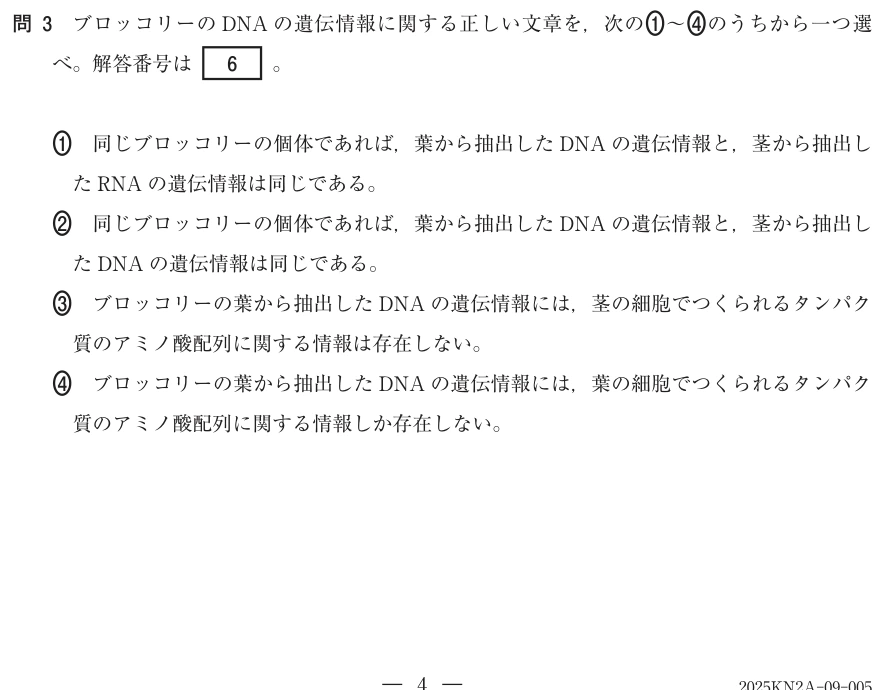 問 3 ブロッコリーの DNA の遺伝情報に関する正しい文章を，次の①～④のうちから一つ選
べ。解答番号は 6 。
① 同じブロッコリーの個体であれば，葉から抽出した DNA の遺伝情報と，茎から抽出し
た RNA の遺伝情報は同じである。
② 同じブロッコリーの個体であれば，葉から抽出した DNA の遺伝情報と，茎から抽出し
た DNA の遺伝情報は同じである。
③ ブロッコリーの葉から抽出した DNA の遺伝情報には，茎の細胞でつくられるタンパク
質のアミノ酸配列に関する情報は存在しない。
④ ブロッコリーの葉から抽出した DNA の遺伝情報には，葉の細胞でつくられるタンパク
質のアミノ酸配列に関する情報しか存在しない。
― 4 ―
2025KN2A-09-005